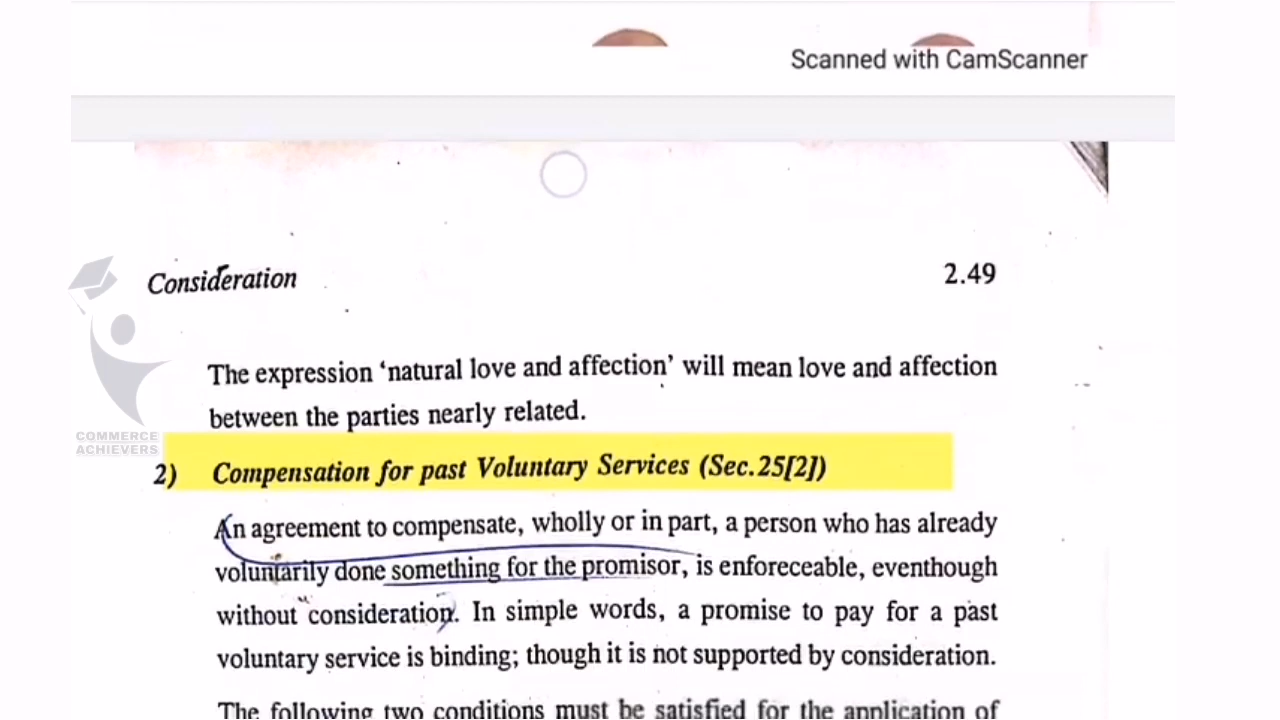 Scanned with CamScanner
Consideration 2.49
The expression ‘natural love and affection’ will mean love and affection
between the parties nearly related.
COMMERCE
ACHIEVERS
2) Compensation for past Voluntary Services (Sec.25[2])
An agreement to compensate, wholly or in part, a person who has already
voluntarily done something for the promisor, is enforeceable, eventhough
without consideration. In simple words, a promise to pay for a past
voluntary service is binding; though it is not supported by consideration.
The following two conditions must be satisfied for the application of